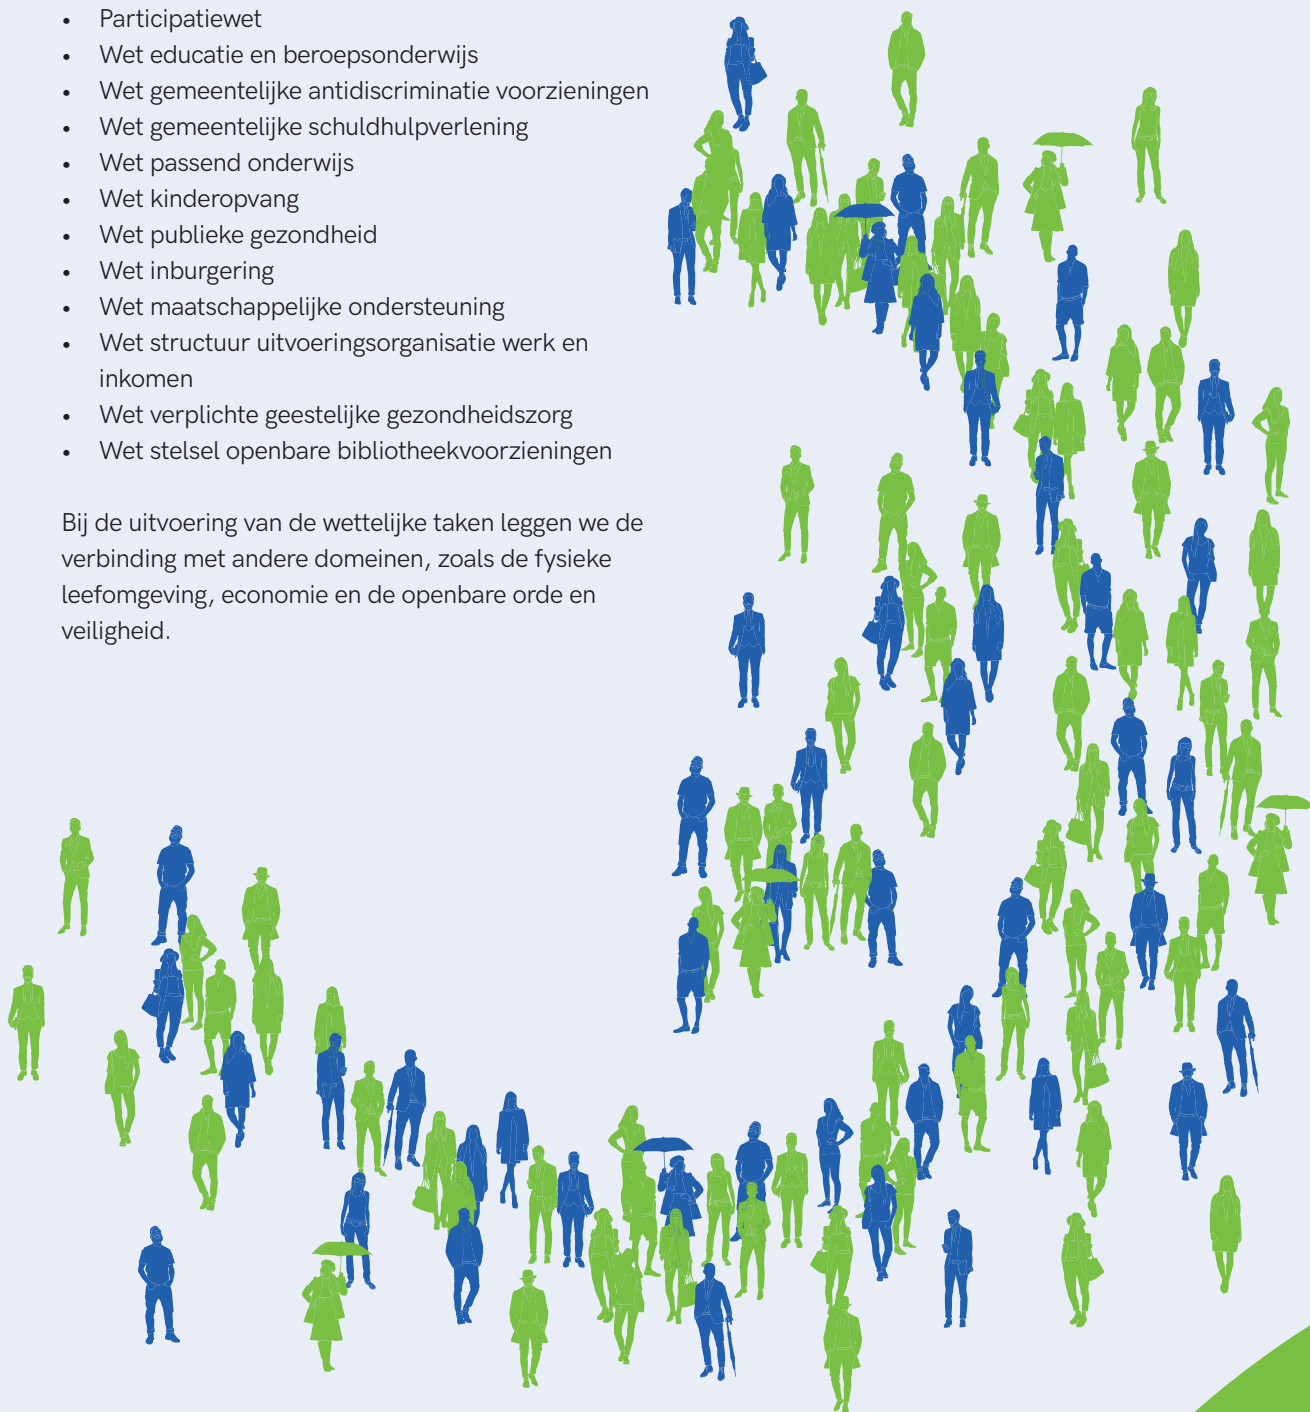 • Participatiewet
• Wet educatie en beroepsonderwijs
• Wet gemeentelijke antidiscriminatie voorzieningen
• Wet gemeentelijke schuldhulpverlening
• Wet passend onderwijs
• Wet kinderopvang
• Wet publieke gezondheid
• Wet inburgering
• Wet maatschappelijke ondersteuning
• Wet structuur uitvoeringsorganisatie werk en
inkomen
• Wet verplichte geestelijke gezondheidszorg
• Wet stelsel openbare bibliotheekvoorzieningen
Bij de uitvoering van de wettelijke taken leggen we de
verbinding met andere domeinen, zoals de fysieke
leefomgeving, economie en de openbare orde en
veiligheid.